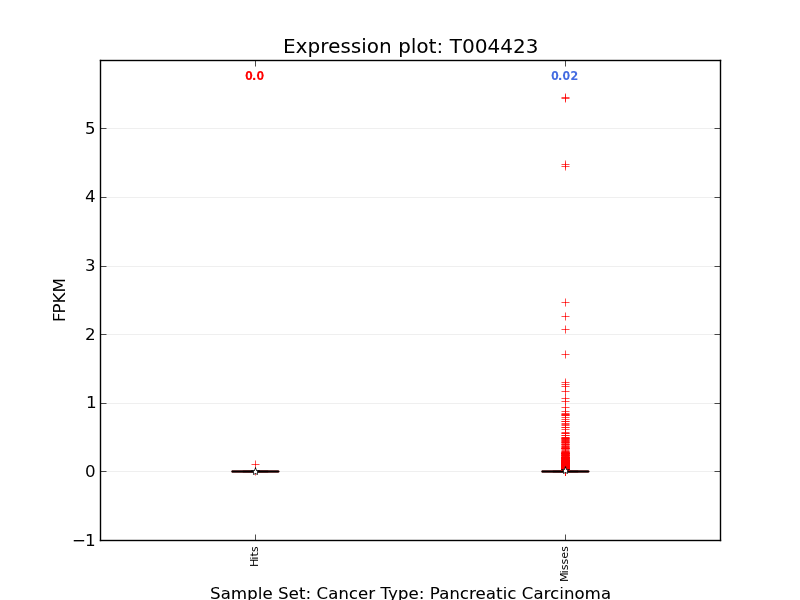 Expression plot: T004423
0.0
0.02
5
4
3
2
1
0
−1
FPKM
Hits
Misses
Sample Set: Cancer Type: Pancreatic Carcinoma